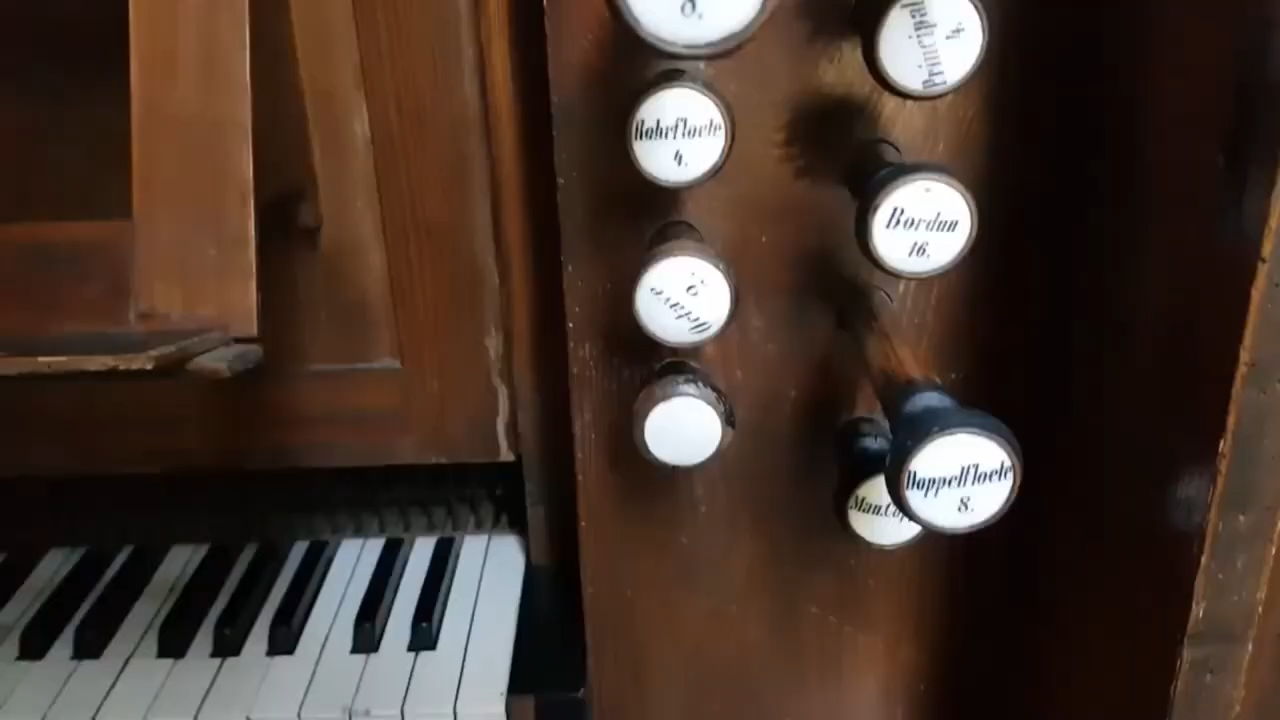 8.
Principal
4.
Rohrfloete
4.
Bordun
16.
Octave
2.
Doppelfloete
8.
Man.Cop